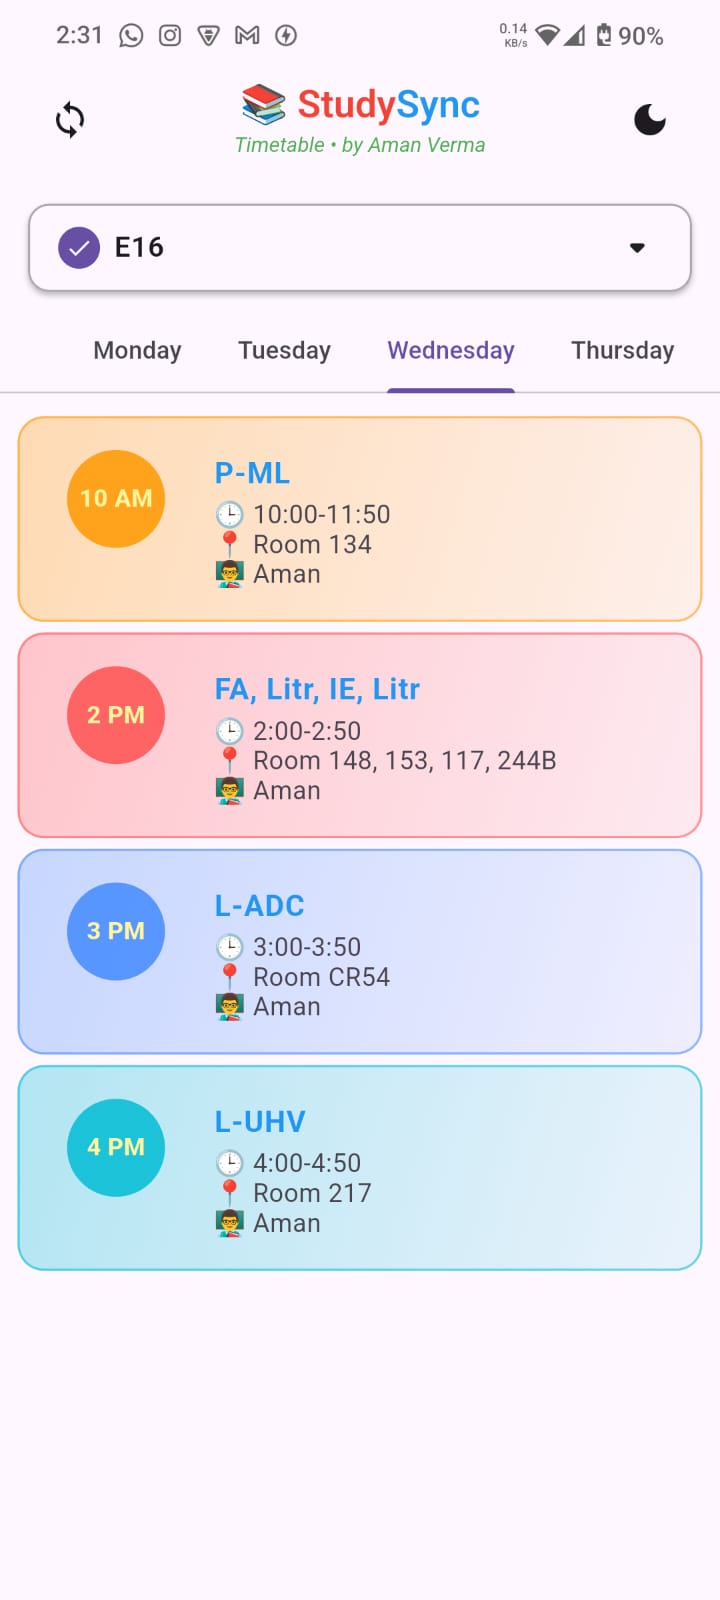 2:31 0.14 KB/s 90%
StudySync
Timetable • by Aman Verma
E16
Monday Tuesday Wednesday Thursday
10 AM
P-ML
10:00-11:50
Room 134
Aman
2 PM
FA, Litr, IE, Litr
2:00-2:50
Room 148, 153, 117, 244B
Aman
3 PM
L-ADC
3:00-3:50
Room CR54
Aman
4 PM
L-UHV
4:00-4:50
Room 217
Aman